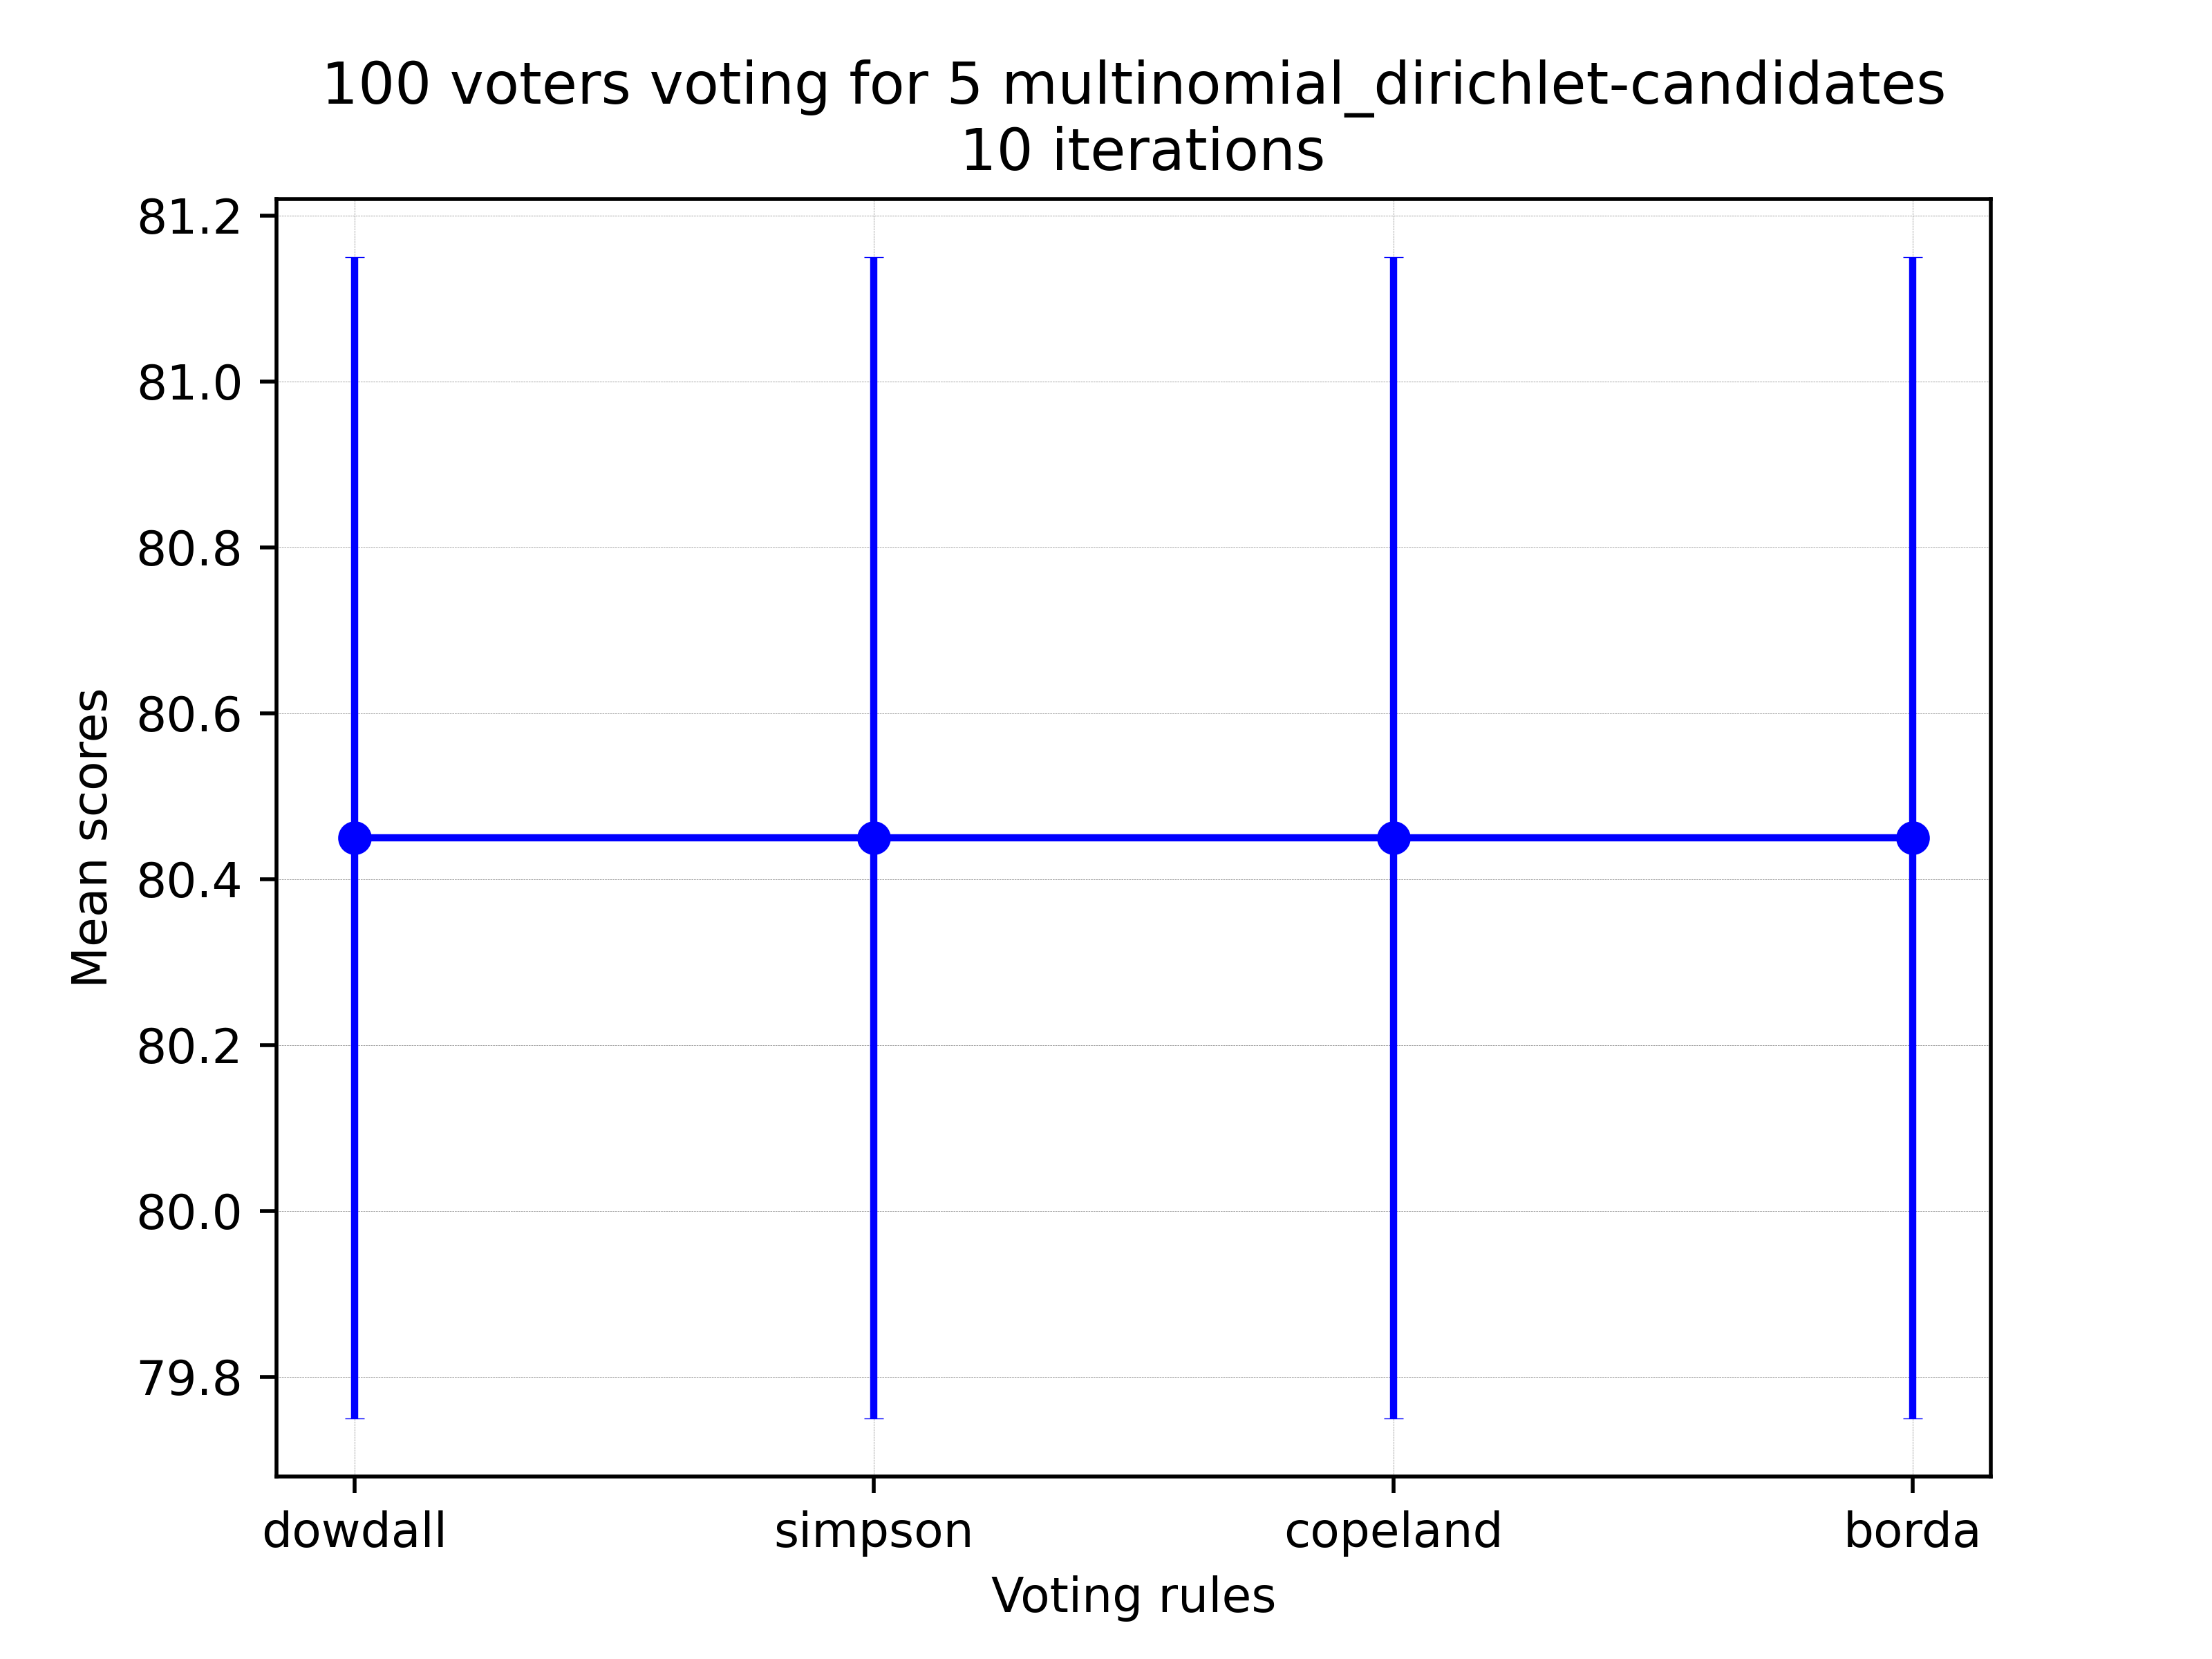 100 voters voting for 5 multinomial_dirichlet-candidates
10 iterations
81.2
81.0
80.8
80.6
80.4
80.2
80.0
79.8
Mean scores
dowdall simpson copeland borda
Voting rules